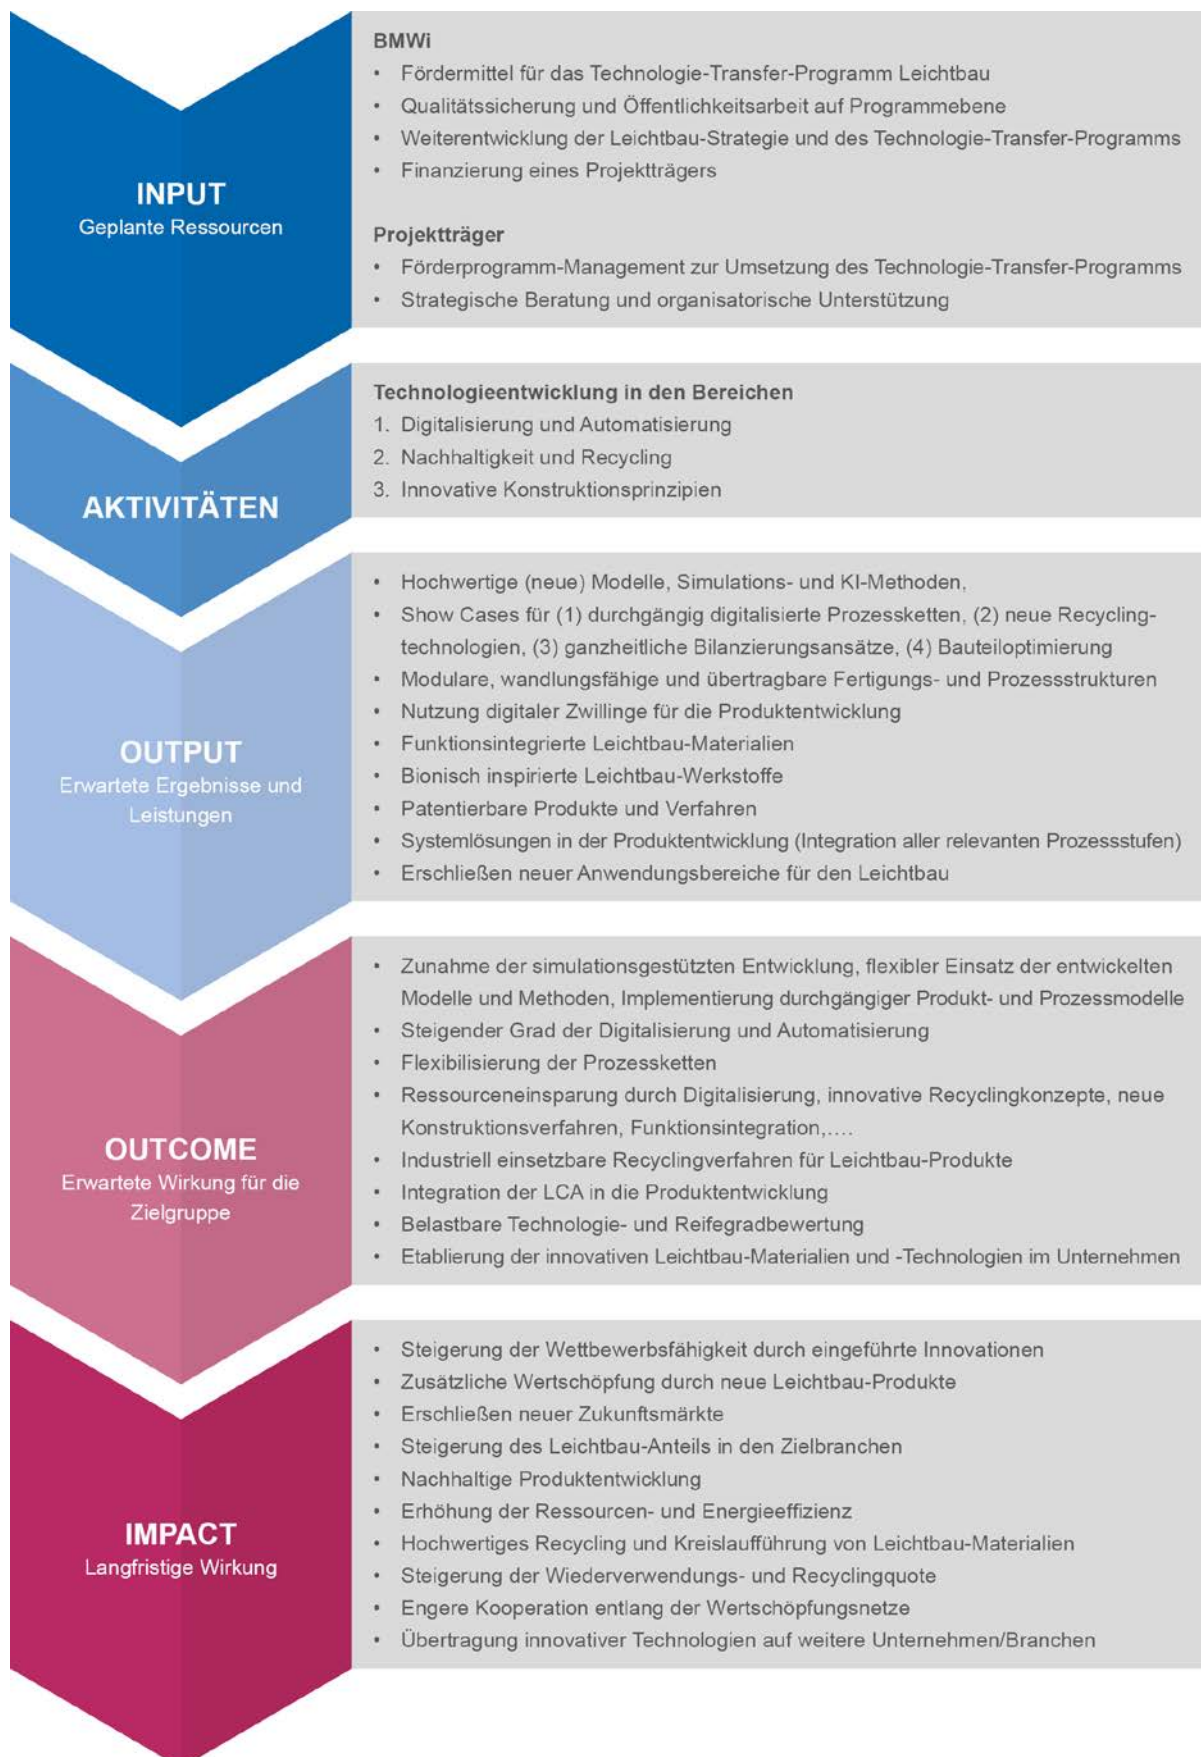 BMWi
• Fördermittel für das Technologie-Transfer-Programm Leichtbau
• Qualitätssicherung und Öffentlichkeitsarbeit auf Programmebene
• Weiterentwicklung der Leichtbau-Strategie und des Technologie-Transfer-Programms
• Finanzierung eines Projektträgers
INPUT
Geplante Ressourcen
Projektträger
• Förderprogramm-Management zur Umsetzung des Technologie-Transfer-Programms
• Strategische Beratung und organisatorische Unterstützung
AKTIVITÄTEN
Technologieentwicklung in den Bereichen
1. Digitalisierung und Automatisierung
2. Nachhaltigkeit und Recycling
3. Innovative Konstruktionsprinzipien
OUTPUT
Erwartete Ergebnisse und
Leistungen
• Hochwertige (neue) Modelle, Simulations- und KI-Methoden,
• Show Cases für (1) durchgängig digitalisierte Prozessketten, (2) neue Recycling-
technologien, (3) ganzheitliche Bilanzierungsansätze, (4) Bauteiloptimierung
• Modulare, wandlungsfähige und übertragbare Fertigungs- und Prozessstrukturen
• Nutzung digitaler Zwillinge für die Produktentwicklung
• Funktionsintegrierte Leichtbau-Materialien
• Bionisch inspirierte Leichtbau-Werkstoffe
• Patentierbare Produkte und Verfahren
• Systemlösungen in der Produktentwicklung (Integration aller relevanten Prozessstufen)
• Erschließen neuer Anwendungsbereiche für den Leichtbau
OUTCOME
Erwartete Wirkung für die
Zielgruppe
• Zunahme der simulationsgestützten Entwicklung, flexibler Einsatz der entwickelten
Modelle und Methoden, Implementierung durchgängiger Produkt- und Prozessmodelle
• Steigender Grad der Digitalisierung und Automatisierung
• Flexibilisierung der Prozessketten
• Ressourceneinsparung durch Digitalisierung, innovative Recyclingkonzepte, neue
Konstruktionsverfahren, Funktionsintegration,….
• Industriell einsetzbare Recyclingverfahren für Leichtbau-Produkte
• Integration der LCA in die Produktentwicklung
• Belastbare Technologie- und Reifegradbewertung
• Etablierung der innovativen Leichtbau-Materialien und -Technologien im Unternehmen
IMPACT
Langfristige Wirkung
• Steigerung der Wettbewerbsfähigkeit durch eingeführte Innovationen
• Zusätzliche Wertschöpfung durch neue Leichtbau-Produkte
• Erschließen neuer Zukunftsmärkte
• Steigerung des Leichtbau-Anteils in den Zielbranchen
• Nachhaltige Produktentwicklung
• Erhöhung der Ressourcen- und Energieeffizienz
• Hochwertiges Recycling und Kreislaufführung von Leichtbau-Materialien
• Steigerung der Wiederverwendungs- und Recyclingquote
• Engere Kooperation entlang der Wertschöpfungsnetze
• Übertragung innovativer Technologien auf weitere Unternehmen/Branchen